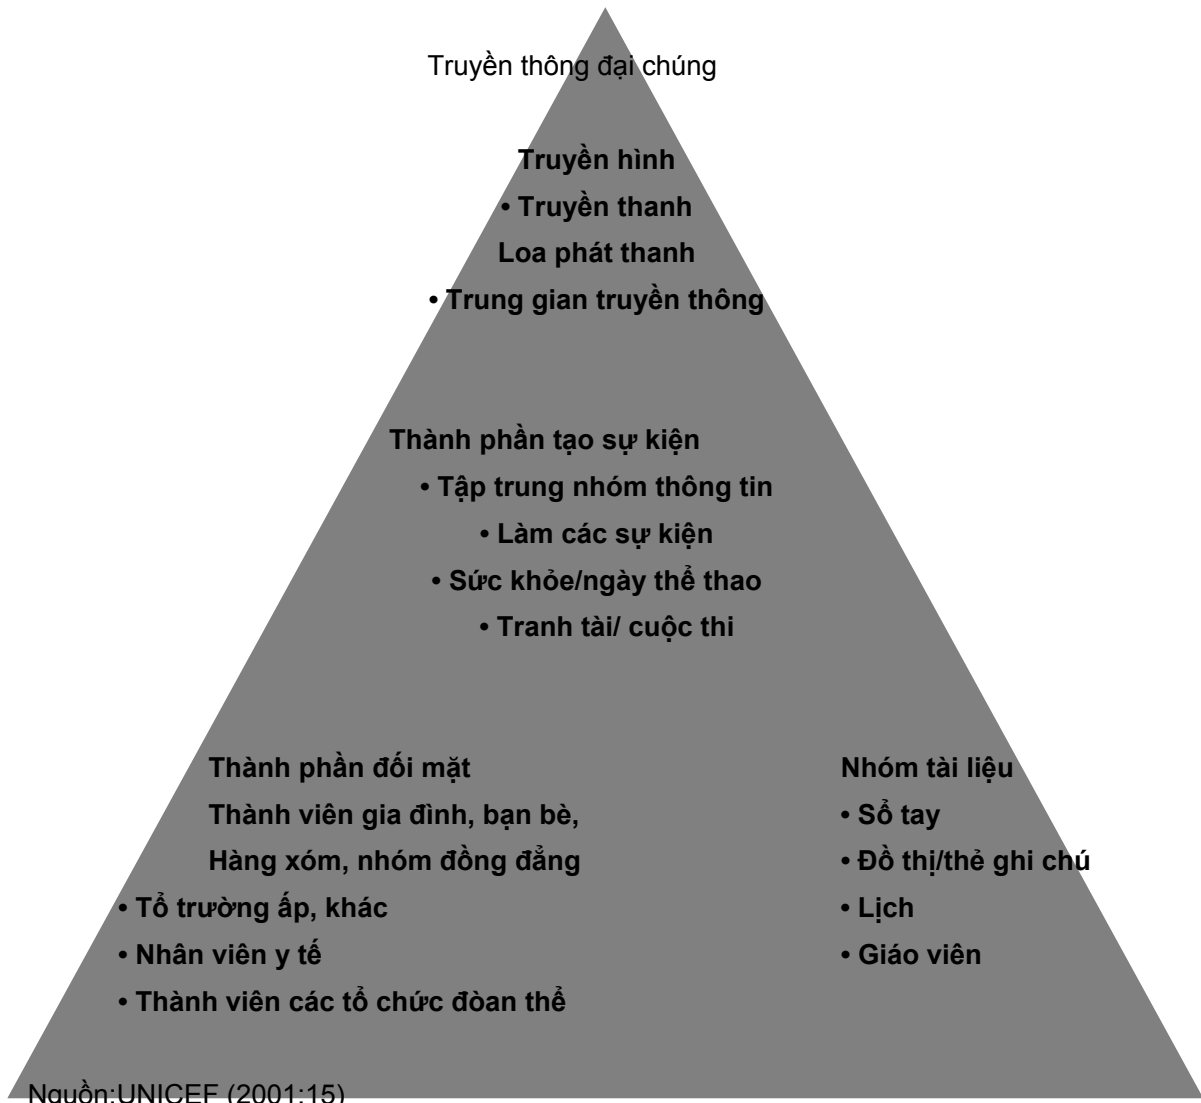 Truyền thông đại chúng
Truyền hình
• Truyền thanh
Loa phát thanh
• Trung gian truyền thông
Thành phần tạo sự kiện
• Tập trung nhóm thông tin
• Làm các sự kiện
• Sức khỏe/ngày thể thao
• Tranh tài/ cuộc thi
Thành phần đối mặt
Thành viên gia đình, bạn bè,
Hàng xóm, nhóm đồng đẳng
• Tổ trường ấp, khác
• Nhân viên y tế
• Thành viên các tổ chức đòan thể
Nhóm tài liệu
• Sổ tay
• Đồ thị/thẻ ghi chú
• Lịch
• Giáo viên
Nguồn:UNICEF (2001:15)